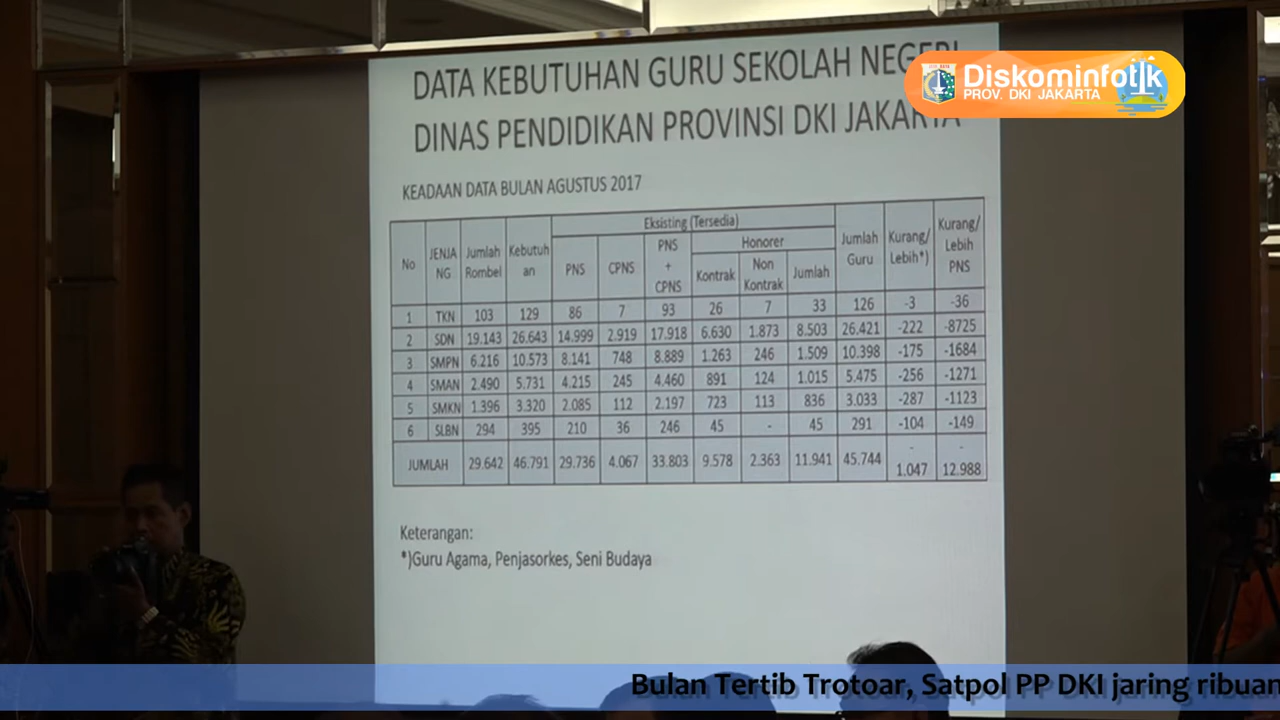 DATA KEBUTUHAN GURU SEKOLAH NEGERI
DINAS PENDIDIKAN PROVINSI DKI JAKARTA
Diskominfotik
PROV. DKI JAKARTA
KEADAAN DATA BULAN AGUSTUS 2017
No JENJANG Jumlah Rombel Kebutuhan Eksisting (Tersedia) PNS CPNS PNS + CPNS Honorer Kontrak Non Kontrak Jumlah Jumlah Guru Kurang/ Lebih*) Kurang/ Lebih PNS
1 TKN 103 129 86 7 93 26 7 33 126 -3 -36
2 SDN 19.143 26.643 14.999 2.919 17.918 6.630 1.873 8.503 26.421 -222 -8725
3 SMPN 6.216 10.573 8.141 748 8.889 1.263 246 1.509 10.398 -175 -1684
4 SMAN 2.490 5.731 4.215 245 4.460 891 124 1.015 5.475 -256 -1271
5 SMKN 1.396 3.320 2.085 112 2.197 723 113 836 3.033 -287 -1123
6 SLBN 294 395 210 36 246 45 - 45 291 -104 -149
JUMLAH 29.642 46.791 29.736 4.067 33.803 9.578 2.363 11.941 45.744 -1.047 -12.988
Keterangan:
*)Guru Agama, Penjasorkes, Seni Budaya
Bulan Tertib Trotoar, Satpol PP DKI jaring ribuan